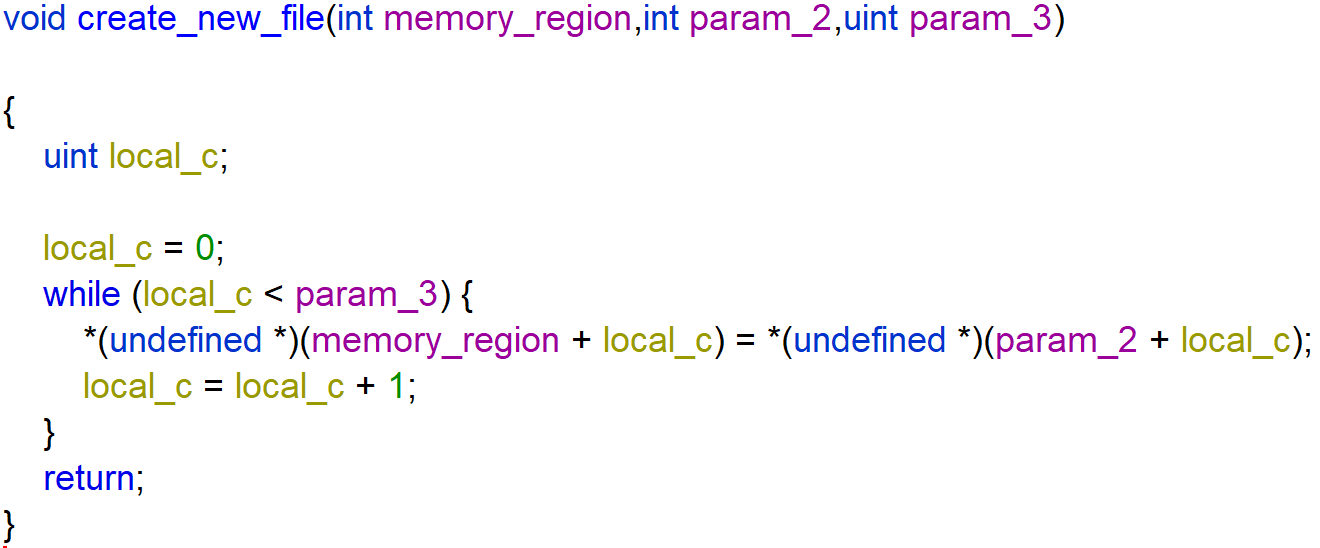 void create_new_file(int memory_region,int param_2,uint param_3)
{
uint local_c;
local_c = 0;
while (local_c < param_3) {
*(undefined *)(memory_region + local_c) = *(undefined *)(param_2 + local_c);
local_c = local_c + 1;
}
return;
}